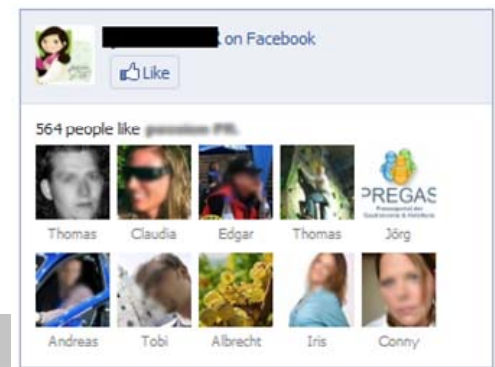 on Facebook
Like
564 people like
PREGAS
Thomas Claudia Edgar Thomas Jörg
Andreas Tobi Albrecht Iris Conny